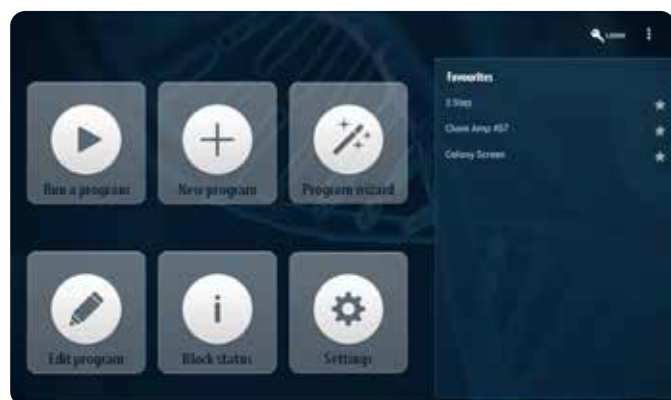 LOGIN
Favourites
3 Step
Clone Amp #57
Colony Screen
Run a program
New program
Program wizard
Edit program
Block status
Settings